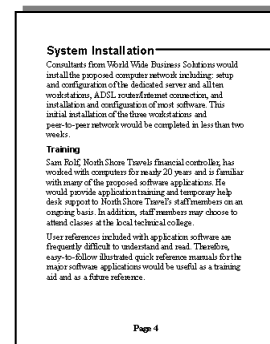 System Installation
Consultants from World Wide Business Solutions would
install the proposed computer network including: setup
and configuration of the dedicated server and all ten
workstations, ADSL router/internet connection, and
installation and configuration of most software. This
initial installation of the three workstations and
peer-to-peer network would be completed in less than two
weeks.
Training
Sam Rolf, North Shore Travels financial controller, has
worked with computers for nearly 20 years and is familiar
with many of the proposed software applications. He
would provide application training and temporary help
desk support to North Shore Travel's staff members on an
ongoing basis. In addition, staff members may choose to
attend classes at the local technical college.
User references included with application software are
frequently difficult to understand and read. Therefore,
easy-to-follow illustrated quick reference manuals for the
major software applications would be useful as a training
aid and as a future reference.
Page 4